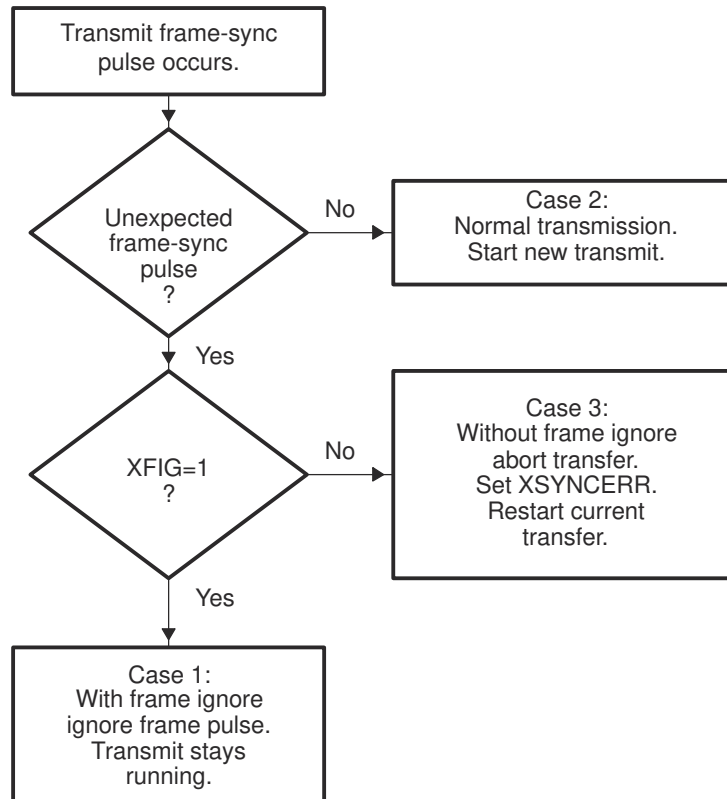 Transmit frame-sync
pulse occurs.
Unexpected
frame-sync
pulse
?
No
Case 2:
Normal transmission.
Start new transmit.
Yes
XFIG=1
?
No
Case 3:
Without frame ignore
abort transfer.
Set XSYNCERR.
Restart current
transfer.
Yes
Case 1:
With frame ignore
ignore frame pulse.
Transmit stays
running.